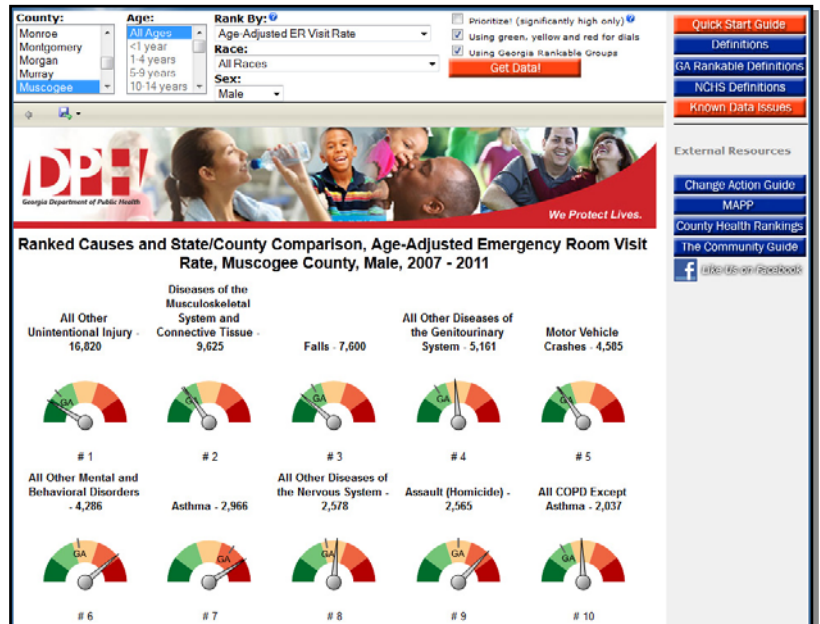 County:
Age:
Rank By:
Monroe
Montgomery
Morgan
Murray
Muscogee
All Ages
<1 year
1-4 years
5-9 years
10-14 years
Age-Adjusted ER Visit Rate
Race:
All Races
Sex:
Male
Prioritize! (significantly high only)
Using green, yellow and red for dials
Using Georgia Rankable Groups
Get Data!
Quick Start Guide
Definitions
GA Rankable Definitions
NCHS Definitions
Known Data Issues
External Resources
Change Action Guide
MAPP
County Health Rankings
The Community Guide
Like Us on Facebook
DPH
Georgia Department of Public Health
We Protect Lives.
Ranked Causes and State/County Comparison, Age-Adjusted Emergency Room Visit
Rate, Muscogee County, Male, 2007 - 2011
All Other
Unintentional Injury -
16,820
Diseases of the
Musculoskeletal
System and
Connective Tissue -
9,625
Falls - 7,600
All Other Diseases of
the Genitourinary
System - 5,161
Motor Vehicle
Crashes - 4,585
GA
GA
GA
GA
GA
# 1
# 2
# 3
# 4
# 5
All Other Mental and
Behavioral Disorders
- 4,286
Asthma - 2,966
All Other Diseases of
the Nervous System -
2,578
Assault (Homicide) -
2,565
All COPD Except
Asthma - 2,037
GA
GA
GA
GA
GA
# 6
# 7
# 8
# 9
# 10